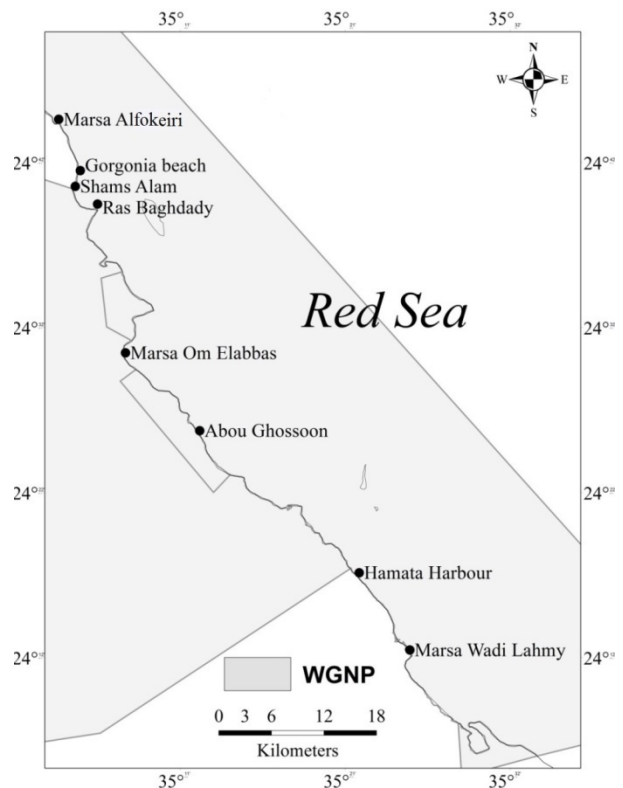 35° 35° 35°
N
W E
S
Marsa Alfokeiri
24° 24°
Gorgonia beach
Shams Alam
Ras Baghdady
Red Sea
24° 24°
Marsa Om Elabbas
Abou Ghossoon
24° 24°
Hamata Harbour
Marsa Wadi Lahmy
24° 24°
WGNP
0 3 6 12 18
Kilometers
35° 35° 35°